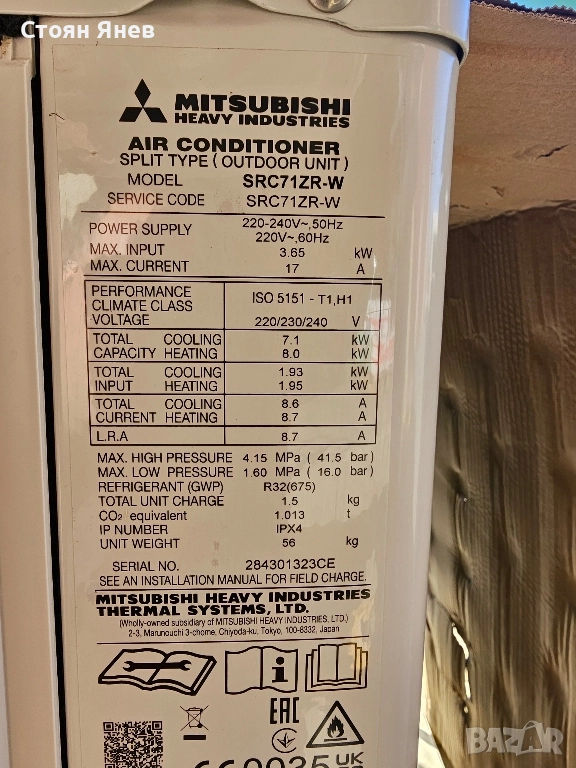 Стоян Янев
MITSUBISHI
HEAVY INDUSTRIES
AIR CONDITIONER
SPLIT TYPE ( OUTDOOR UNIT )
MODEL SRC71ZR-W
SERVICE CODE SRC71ZR-W
POWER SUPPLY 220-240V~,50Hz
220V~,60Hz
MAX. INPUT 3.65 kW
MAX. CURRENT 17 A
PERFORMANCE
CLIMATE CLASS ISO 5151 - T1,H1
VOLTAGE 220/230/240 V
TOTAL COOLING 7.1 kW
CAPACITY HEATING 8.0 kW
TOTAL COOLING 1.93 kW
INPUT HEATING 1.95 kW
TOTAL COOLING 8.6 A
CURRENT HEATING 8.7 A
L.R.A 8.7 A
MAX. HIGH PRESSURE 4.15 MPa ( 41.5 bar)
MAX. LOW PRESSURE 1.60 MPa ( 16.0 bar)
REFRIGERANT (GWP) R32(675)
TOTAL UNIT CHARGE 1.5 kg
CO₂ equivalent 1.013 t
IP NUMBER IPX4
UNIT WEIGHT 56 kg
SERIAL NO. 284301323CE
SEE AN INSTALLATION MANUAL FOR FIELD CHARGE.
MITSUBISHI HEAVY INDUSTRIES
THERMAL SYSTEMS, LTD.
(Wholly-owned subsidiary of MITSUBISHI HEAVY INDUSTRIES, LTD.)
2-3, Marunouchi 3-chome, Chiyoda-ku, Tokyo, 100-8332, Japan
EAC
UK
bazar